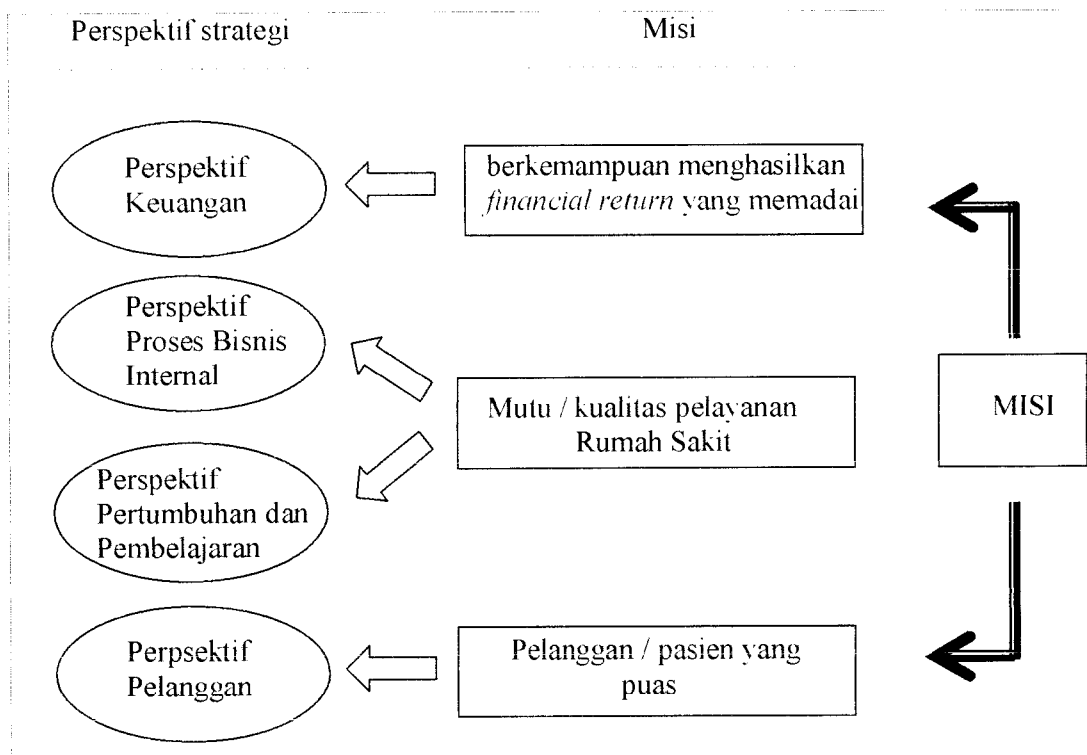 Perspektif strategi
Misi
Perspektif
Keuangan
berkemampuan menghasilkan
financial return yang memadai
Perspektif
Proses Bisnis
Internal
Mutu / kualitas pelayanan
Rumah Sakit
MISI
Perspektif
Pertumbuhan dan
Pembelajaran
Perpsektif
Pelanggan
Pelanggan / pasien yang
puas